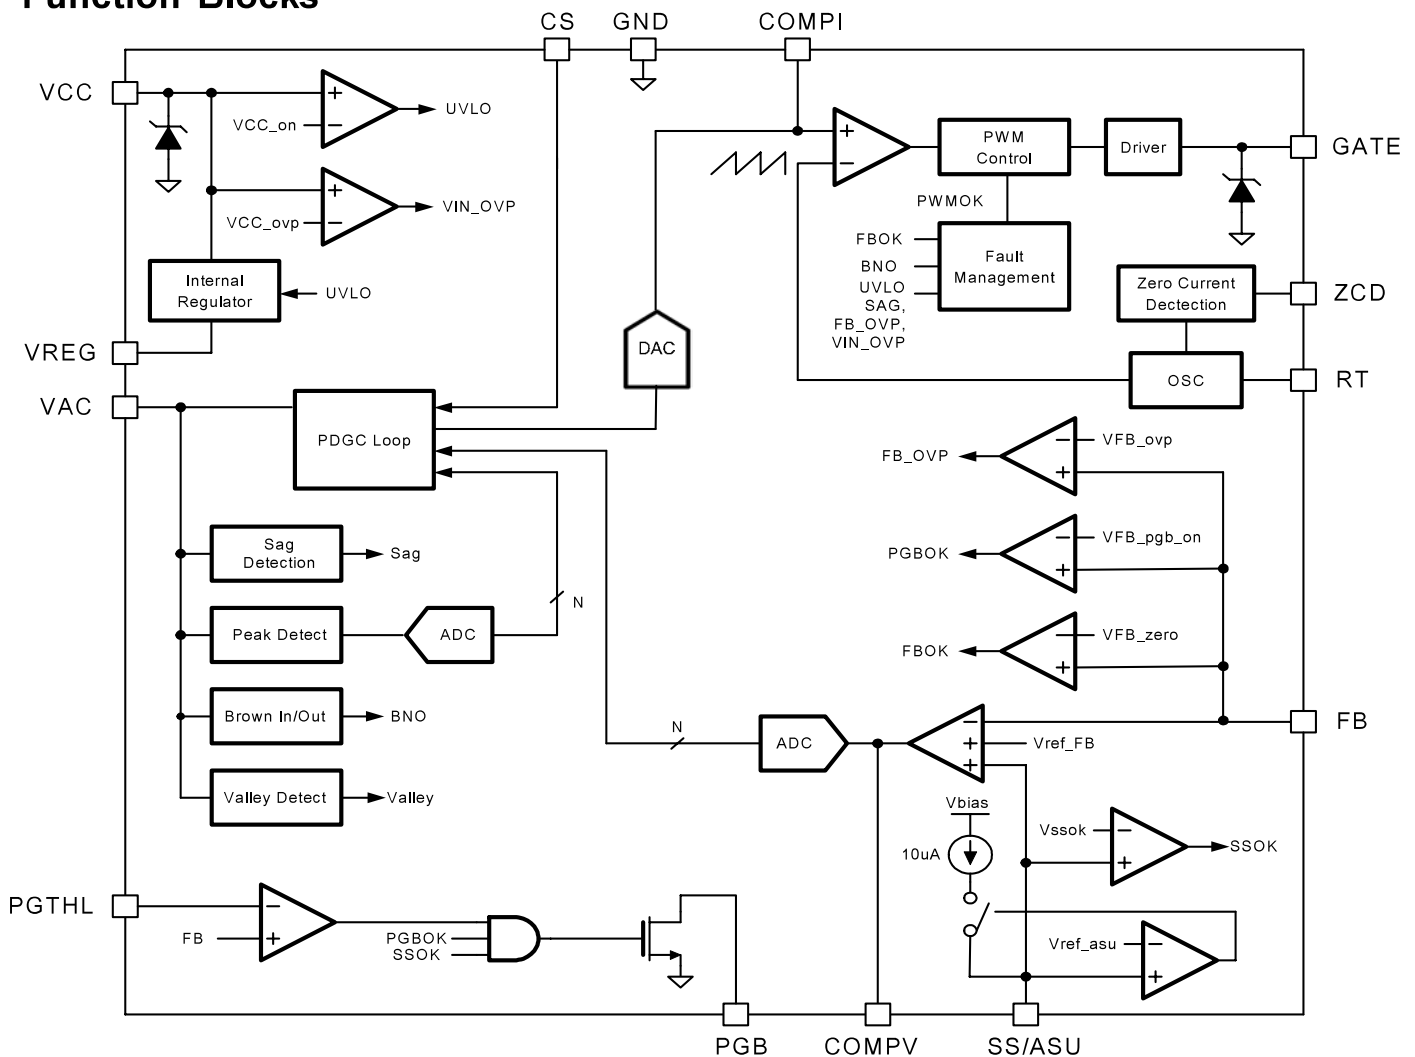 Function Blocks
CS
GND
COMPI
VCC
VCC_on
+
−
UVLO
VCC_ovp
+
−
VIN_OVP
Internal
Regulator
UVLO
VREG
+
−
PWM
Control
Driver
GATE
PWMOK
Fault
Management
FBOK
BNO
UVLO
SAG,
FB_OVP,
VIN_OVP
Zero Current
Dectection
ZCD
OSC
RT
DAC
VAC
PDGC Loop
Sag
Detection
Sag
Peak Detect
ADC
N
Brown In/Out
BNO
Valley Detect
Valley
FB_OVP
−
+
VFB_ovp
PGBOK
−
+
VFB_pgb_on
FBOK
−
+
VFB_zero
FB
N
ADC
−
+
+
Vref_FB
Vbias
10uA
Vssok
−
+
SSOK
Vref_asu
−
+
PGTHL
FB
−
+
PGBOK
SSOK
PGB
COMPV
SS/ASU